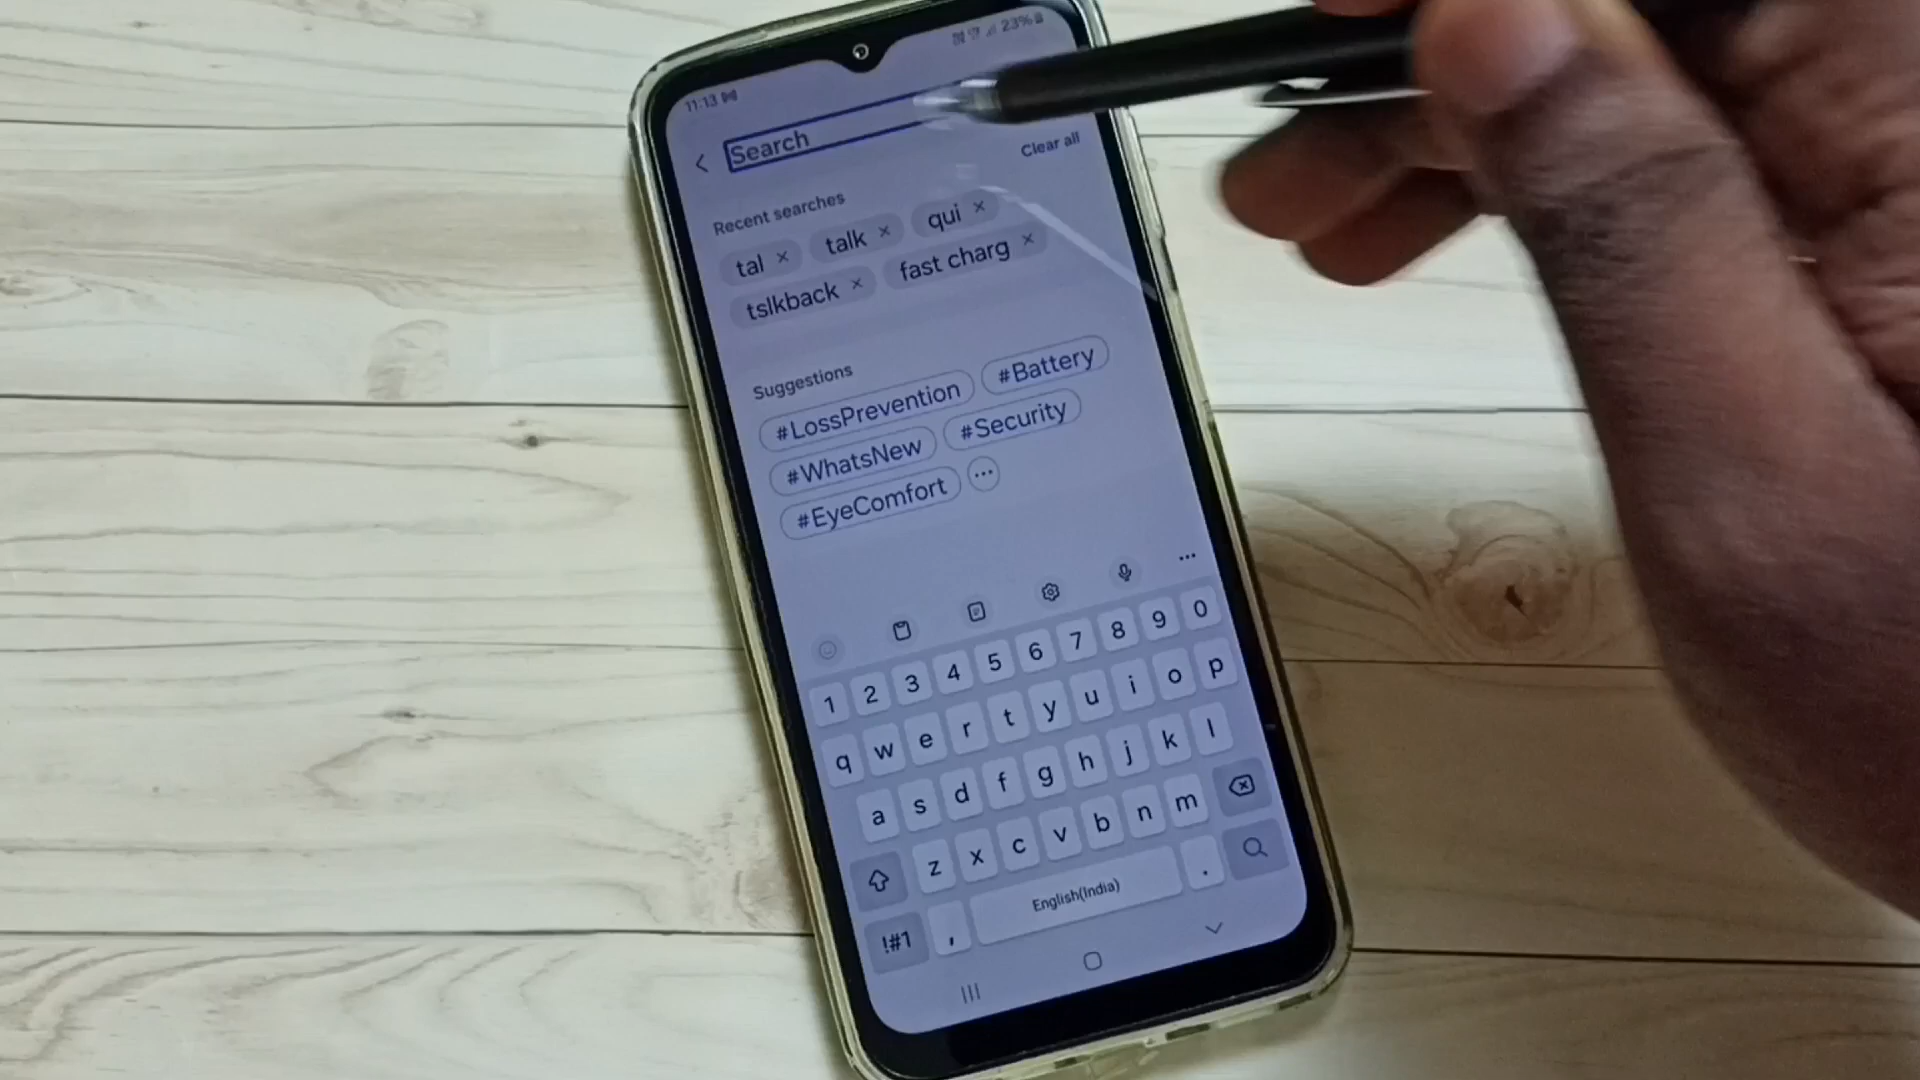 11:13
23%
Search
Clear all
Recent searches
tal × talk × qui ×
tslkback × fast charg ×
Suggestions
#LossPrevention #Battery
#WhatsNew #Security
#EyeComfort ...
1 2 3 4 5 6 7 8 9 0
q w e r t y u i o p
a s d f g h j k l
z x c v b n m
!#1 , English(India) .